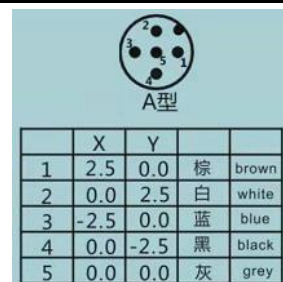 2
3
5
1
4
A型
X Y
1 2.5 0.0 棕 brown
2 0.0 2.5 白 white
3 -2.5 0.0 蓝 blue
4 0.0 -2.5 黑 black
5 0.0 0.0 灰 grey